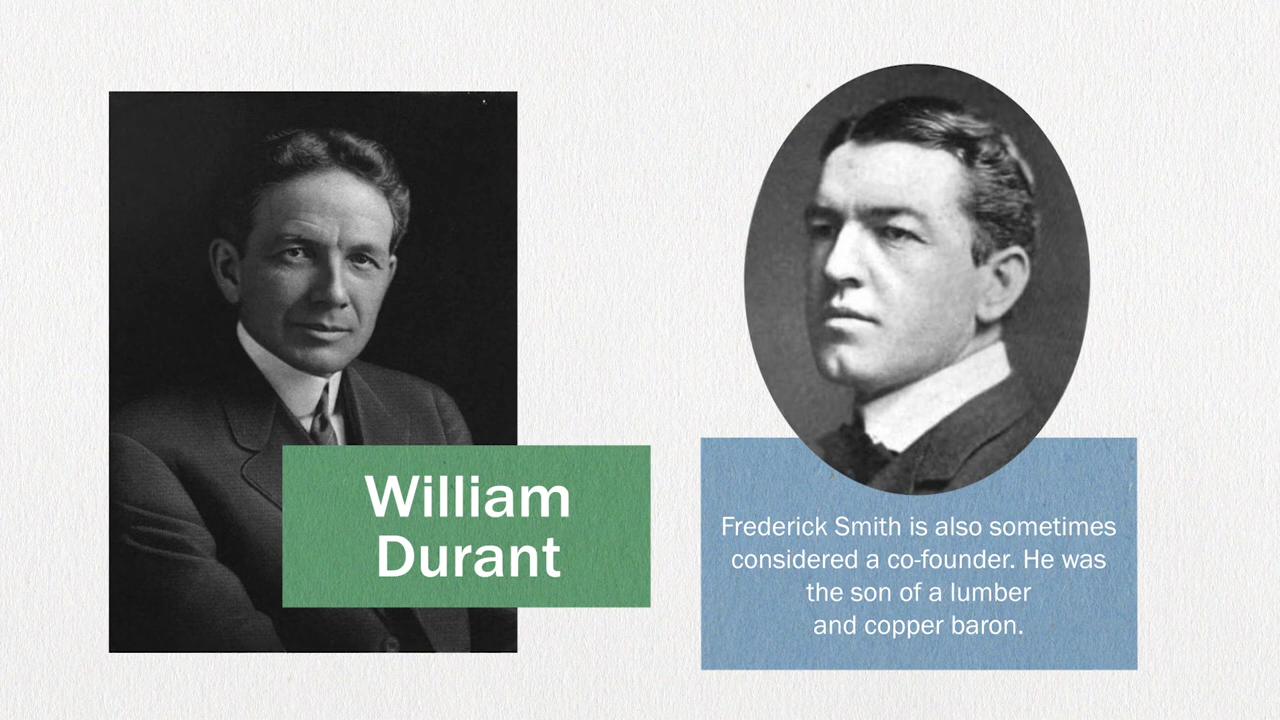 William
Durant
Frederick Smith is also sometimes
considered a co-founder. He was
the son of a lumber
and copper baron.